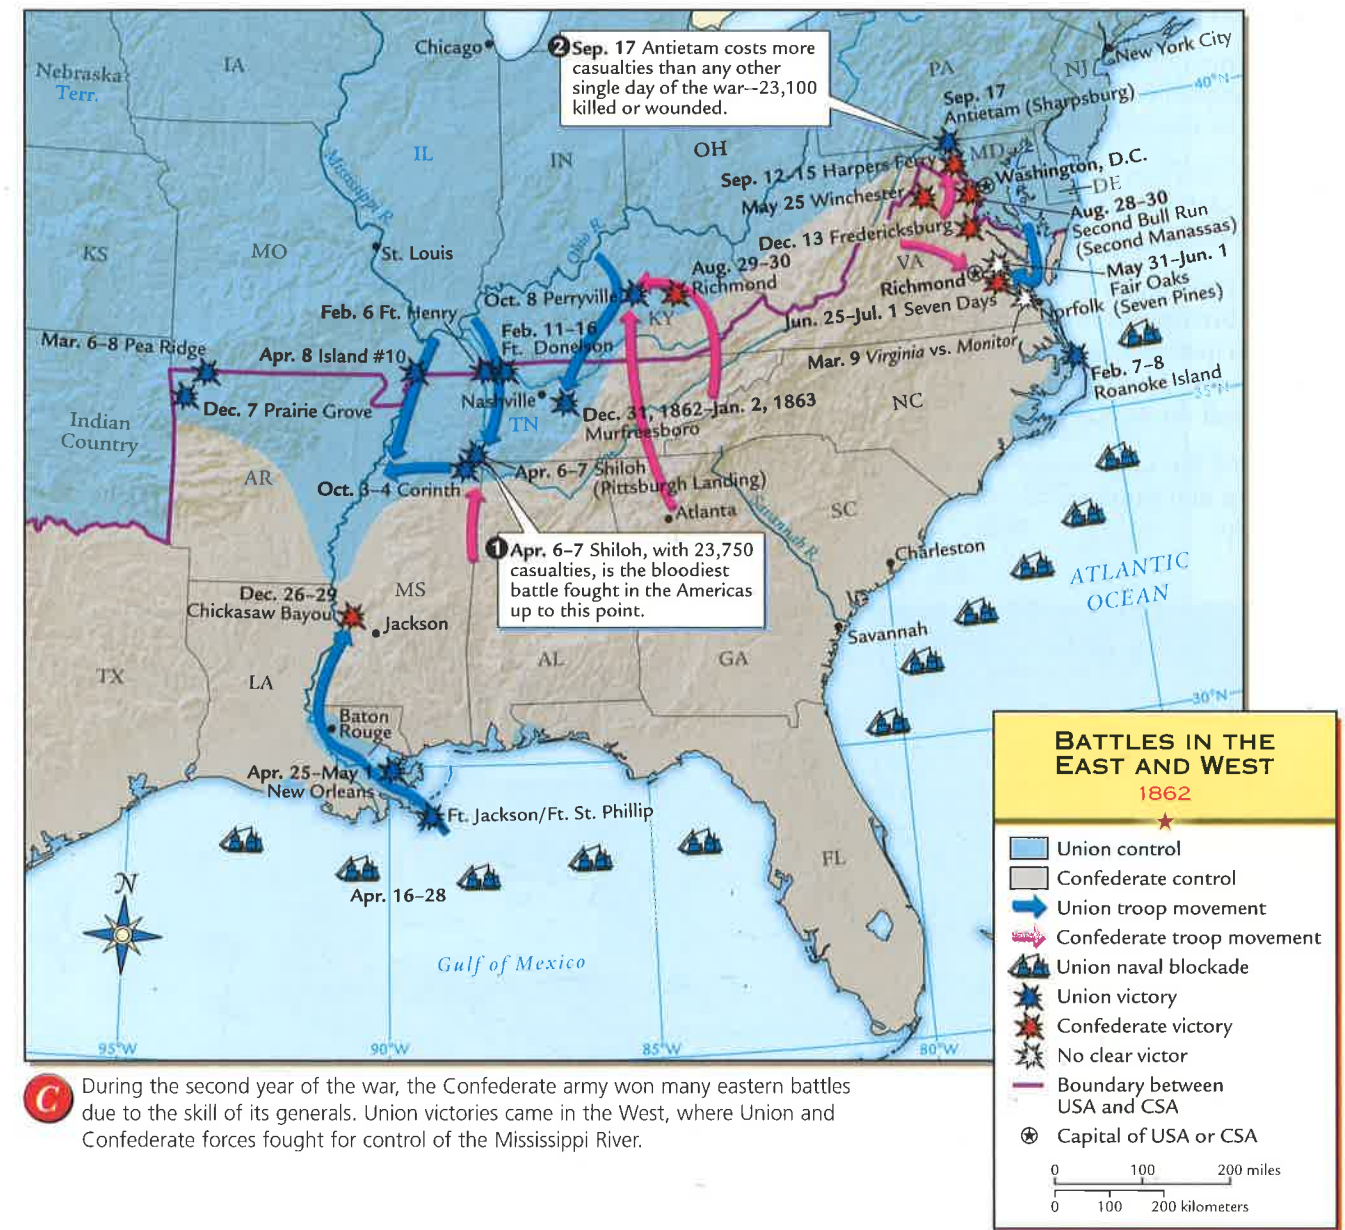 Chicago
❷Sep. 17 Antietam costs more
casualties than any other
single day of the war--23,100
killed or wounded.
New York City
Nebraska
Terr.
IA
PA
NJ
40°N
Sep. 17
Antietam (Sharpsburg)
IL
IN
OH
MD
Mississippi R.
Sep. 12-15 Harpers Ferry
Washington, D.C.
DE
May 25 Winchester
Aug. 28-30
Second Bull Run
(Second Manassas)
KS
MO
St. Louis
Ohio R.
Dec. 13 Fredericksburg
VA
May 31-Jun. 1
Fair Oaks
(Seven Pines)
Aug. 29-30
Richmond
Richmond
Oct. 8 Perryville
KY
Jun. 25-Jul. 1 Seven Days
Norfolk
Feb. 6 Ft. Henry
Feb. 11-16
Ft. Donelson
Mar. 6-8 Pea Ridge
Apr. 8 Island #10
Mar. 9 Virginia vs. Monitor
Feb. 7-8
Roanoke Island
35°N
Dec. 7 Prairie Grove
Nashville
Dec. 31, 1862-Jan. 2, 1863
Murfreesboro
NC
TN
Indian
Country
AR
Oct. 3-4 Corinth
Apr. 6-7 Shiloh
(Pittsburgh Landing)
Atlanta
Savannah R.
SC
❶Apr. 6-7 Shiloh, with 23,750
casualties, is the bloodiest
battle fought in the Americas
up to this point.
Charleston
ATLANTIC
OCEAN
Dec. 26-29
Chickasaw Bayou
MS
Jackson
Savannah
TX
LA
AL
GA
30°N
Baton
Rouge
Apr. 25-May 1
New Orleans
Ft. Jackson/Ft. St. Phillip
FL
Apr. 16-28
N
Gulf of Mexico
95°W
90°W
85°W
80°W
BATTLES IN THE
EAST AND WEST
1862
Union control
Confederate control
Union troop movement
Confederate troop movement
Union naval blockade
Union victory
Confederate victory
No clear victor
Boundary between
USA and CSA
Capital of USA or CSA
0 100 200 miles
0 100 200 kilometers
C
During the second year of the war, the Confederate army won many eastern battles
due to the skill of its generals. Union victories came in the West, where Union and
Confederate forces fought for control of the Mississippi River.